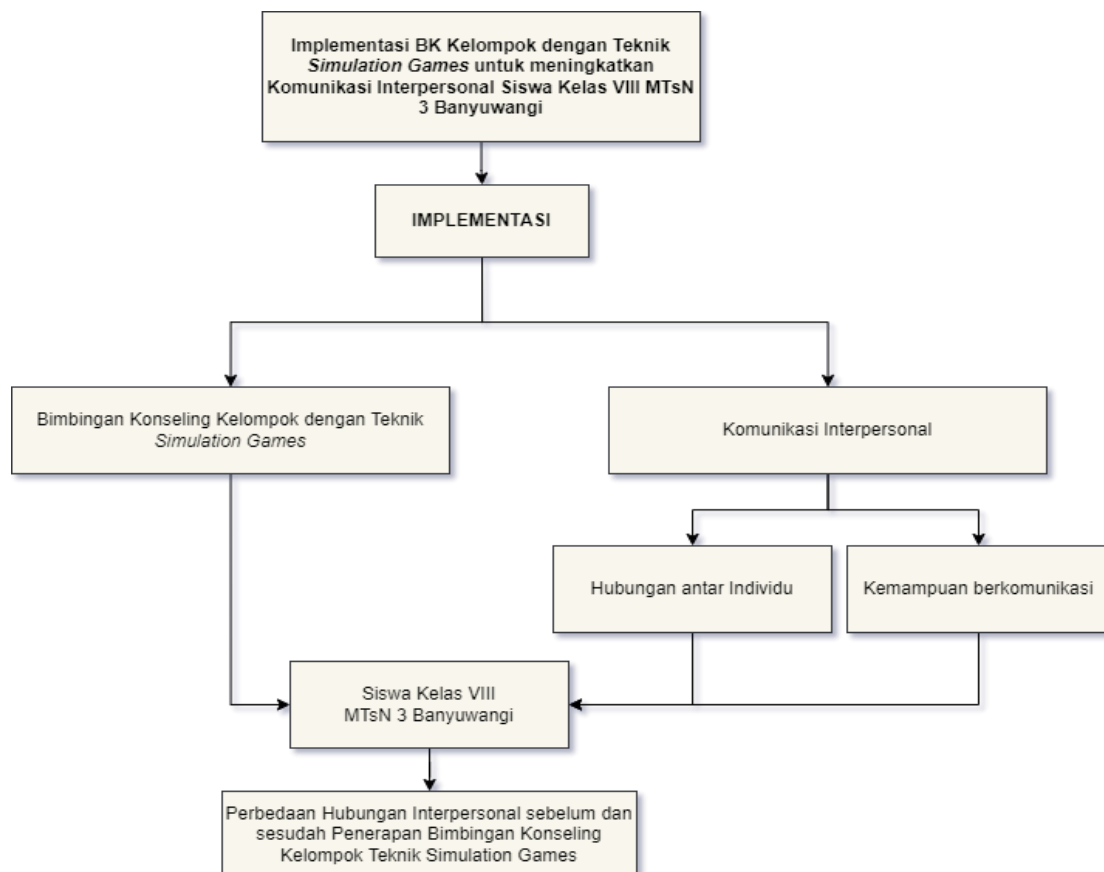 Implementasi BK Kelompok dengan Teknik
Simulation Games untuk meningkatkan
Komunikasi Interpersonal Siswa Kelas VIII MTsN
3 Banyuwangi
IMPLEMENTASI
Bimbingan Konseling Kelompok dengan Teknik
Simulation Games
Komunikasi Interpersonal
Hubungan antar Individu
Kemampuan berkomunikasi
Siswa Kelas VIII
MTsN 3 Banyuwangi
Perbedaan Hubungan Interpersonal sebelum dan
sesudah Penerapan Bimbingan Konseling
Kelompok Teknik Simulation Games